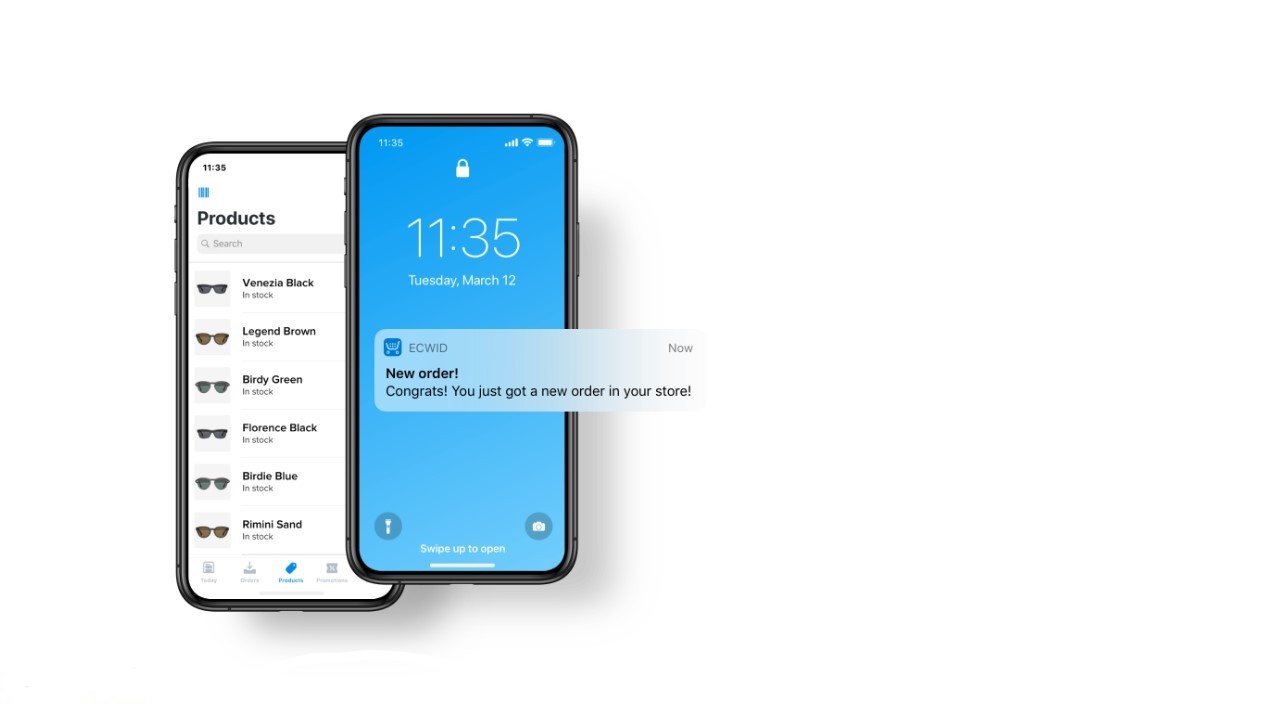 11:35
Products
Search
Venezia Black
In stock
Legend Brown
In stock
Birdy Green
In stock
Florence Black
In stock
Birdie Blue
In stock
Rimini Sand
In stock
Today
Orders
Products
Promotions
11:35
11:35
Tuesday, March 12
ECWID
Now
New order!
Congrats! You just got a new order in your store!
Swipe up to open